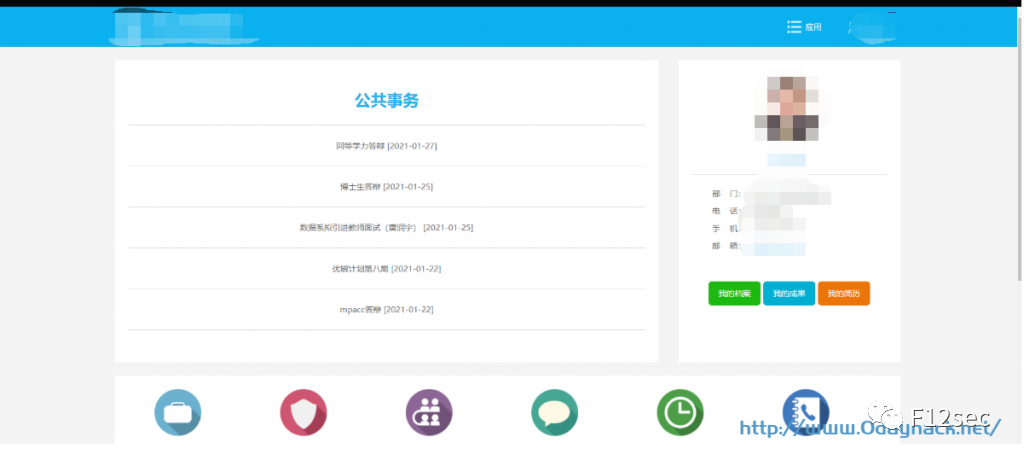 应用
公共事务
同等学力答辩 [2021-01-27]
博士生答辩 [2021-01-25]
数据系拟引进教师面试（唐润宇） [2021-01-25]
优被计划第八期 [2021-01-22]
mpacc答辩 [2021-01-22]
部 门:
电 话:
手 机:
邮 箱:
我的档案 我的成果 我的简历
F12sec
http://www.0dayhack.net/